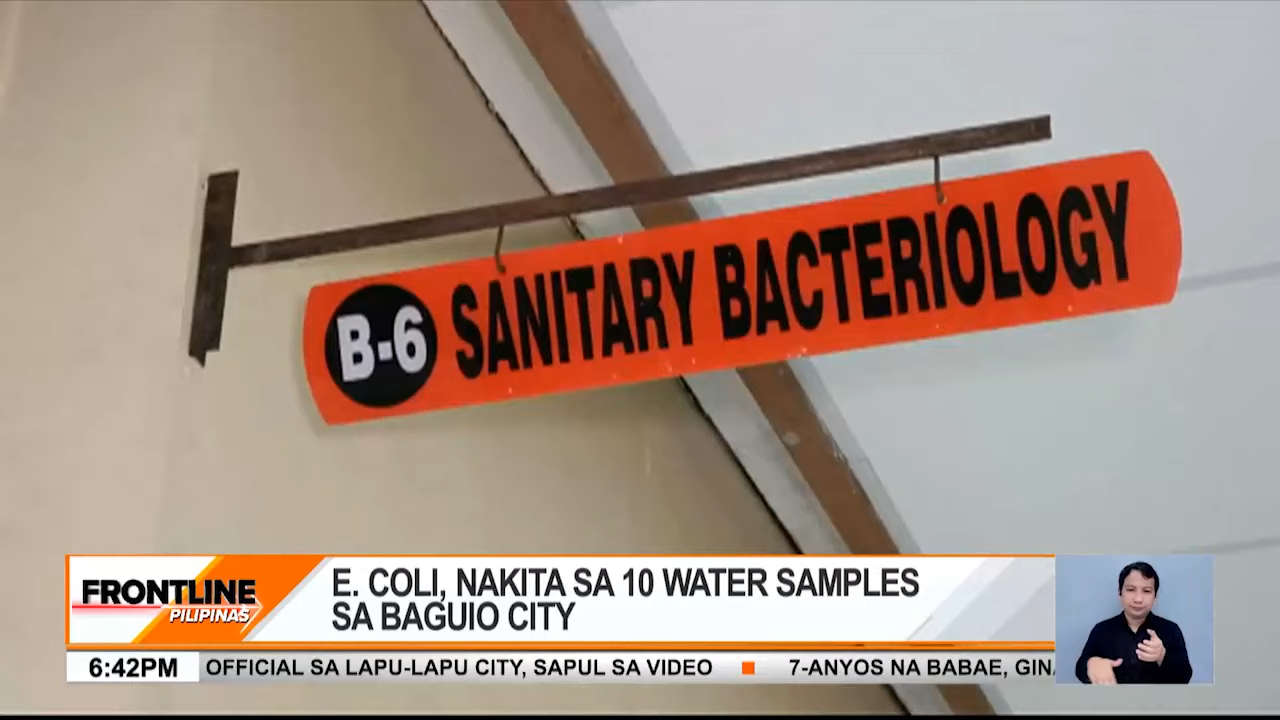 B-6 SANITARY BACTERIOLOGY
FRONTLINE
PILIPINAS
E. COLI, NAKITA SA 10 WATER SAMPLES
SA BAGUIO CITY
6:42PM OFFICIAL SA LAPU-LAPU CITY, SAPUL SA VIDEO 7-ANYOS NA BABAE,